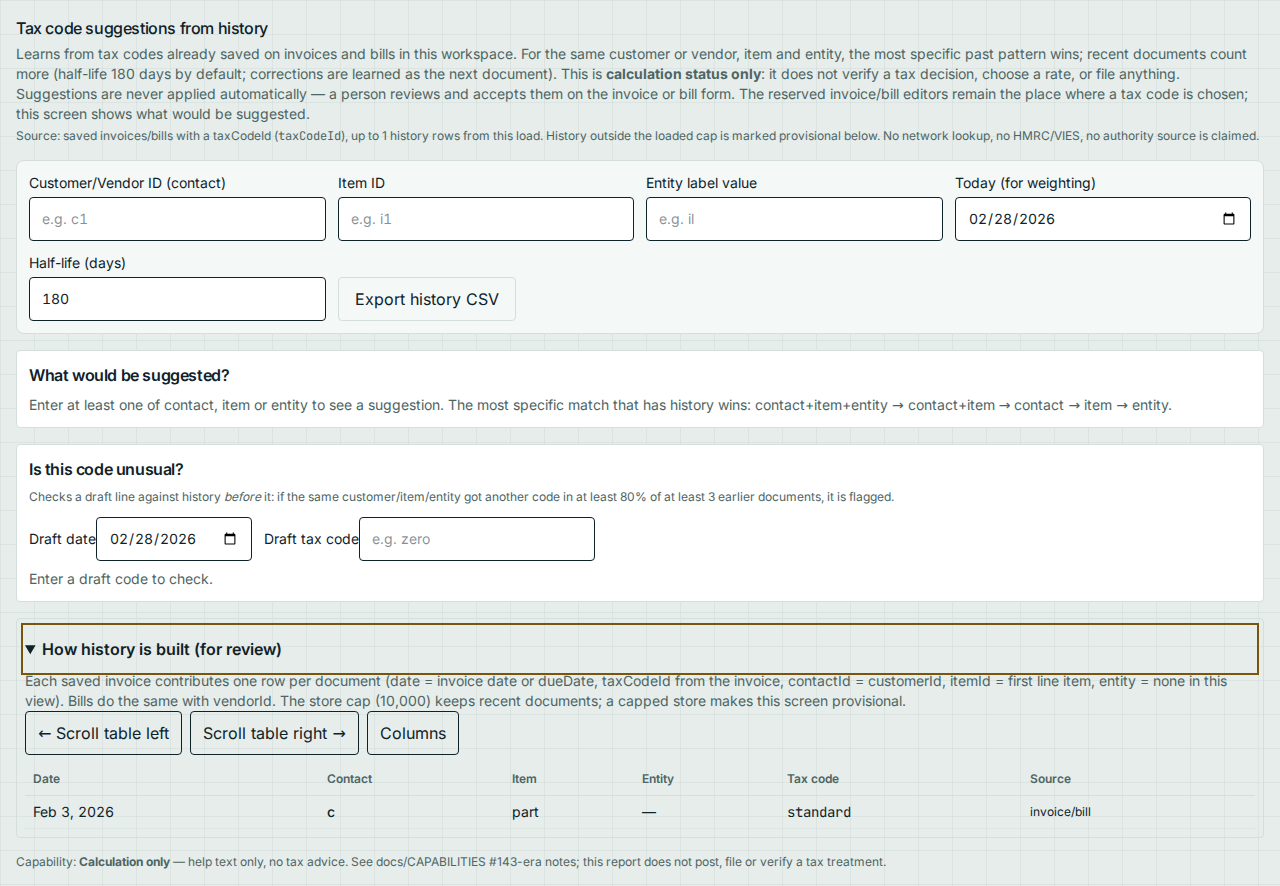 Tax code suggestions from history
Learns from tax codes already saved on invoices and bills in this workspace. For the same customer or vendor, item and entity, the most specific past pattern wins; recent documents count
more (half-life 180 days by default; corrections are learned as the next document). This is calculation status only: it does not verify a tax decision, choose a rate, or file anything.
Suggestions are never applied automatically — a person reviews and accepts them on the invoice or bill form. The reserved invoice/bill editors remain the place where a tax code is chosen;
this screen shows what would be suggested.
Source: saved invoices/bills with a taxCodeId (taxCodeId), up to 1 history rows from this load. History outside the loaded cap is marked provisional below. No network lookup, no HMRC/VIES, no authority source is claimed.
Customer/Vendor ID (contact) Item ID Entity label value Today (for weighting)
e.g. c1 e.g. i1 e.g. il 02/28/2026
Half-life (days)
180 Export history CSV
What would be suggested?
Enter at least one of contact, item or entity to see a suggestion. The most specific match that has history wins: contact+item+entity → contact+item → contact → item → entity.
Is this code unusual?
Checks a draft line against history before it: if the same customer/item/entity got another code in at least 80% of at least 3 earlier documents, it is flagged.
Draft date 02/28/2026 Draft tax code e.g. zero
Enter a draft code to check.
▼ How history is built (for review)
Each saved invoice contributes one row per document (date = invoice date or dueDate, taxCodeId from the invoice, contactId = customerId, itemId = first line item, entity = none in this
view). Bills do the same with vendorId. The store cap (10,000) keeps recent documents; a capped store makes this screen provisional.
← Scroll table left Scroll table right → Columns
Date Contact Item Entity Tax code Source
Feb 3, 2026 c part — standard invoice/bill
Capability: Calculation only — help text only, no tax advice. See docs/CAPABILITIES #143-era notes; this report does not post, file or verify a tax treatment.